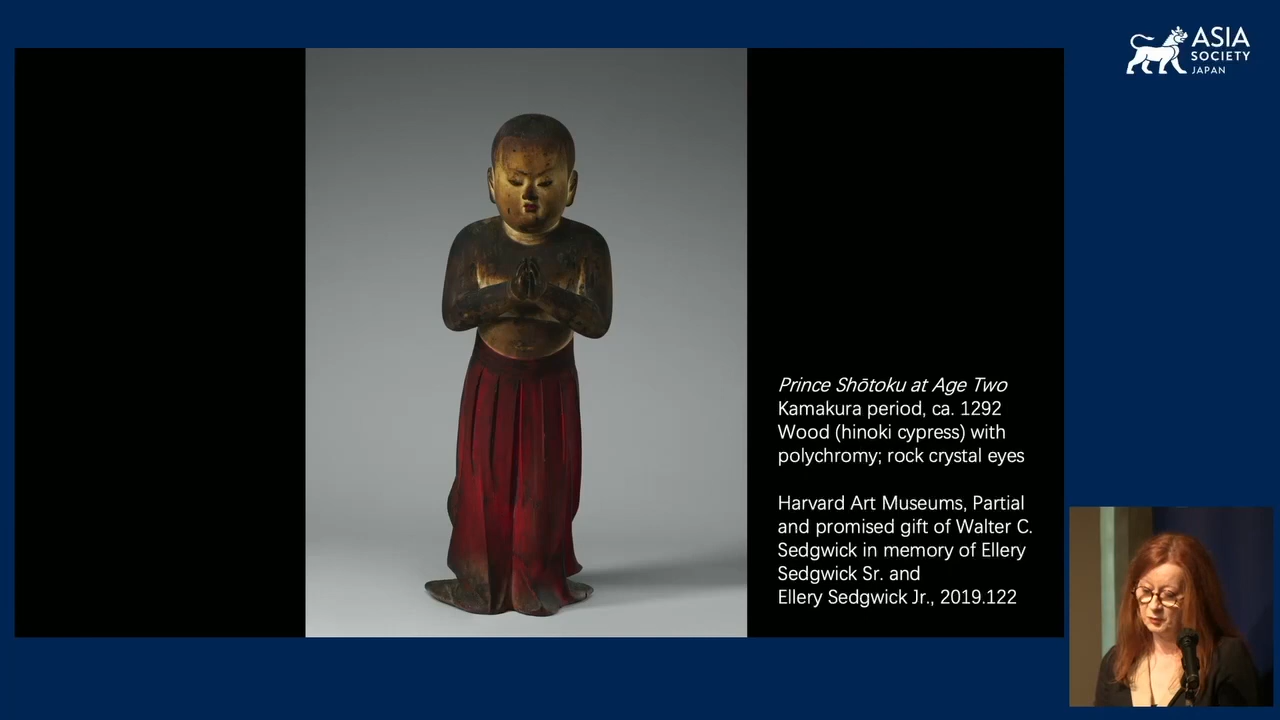 ASIA
SOCIETY
JAPAN
Prince Shōtoku at Age Two
Kamakura period, ca. 1292
Wood (hinoki cypress) with
polychromy; rock crystal eyes
Harvard Art Museums, Partial
and promised gift of Walter C.
Sedgwick in memory of Ellery
Sedgwick Sr. and
Ellery Sedgwick Jr., 2019.122